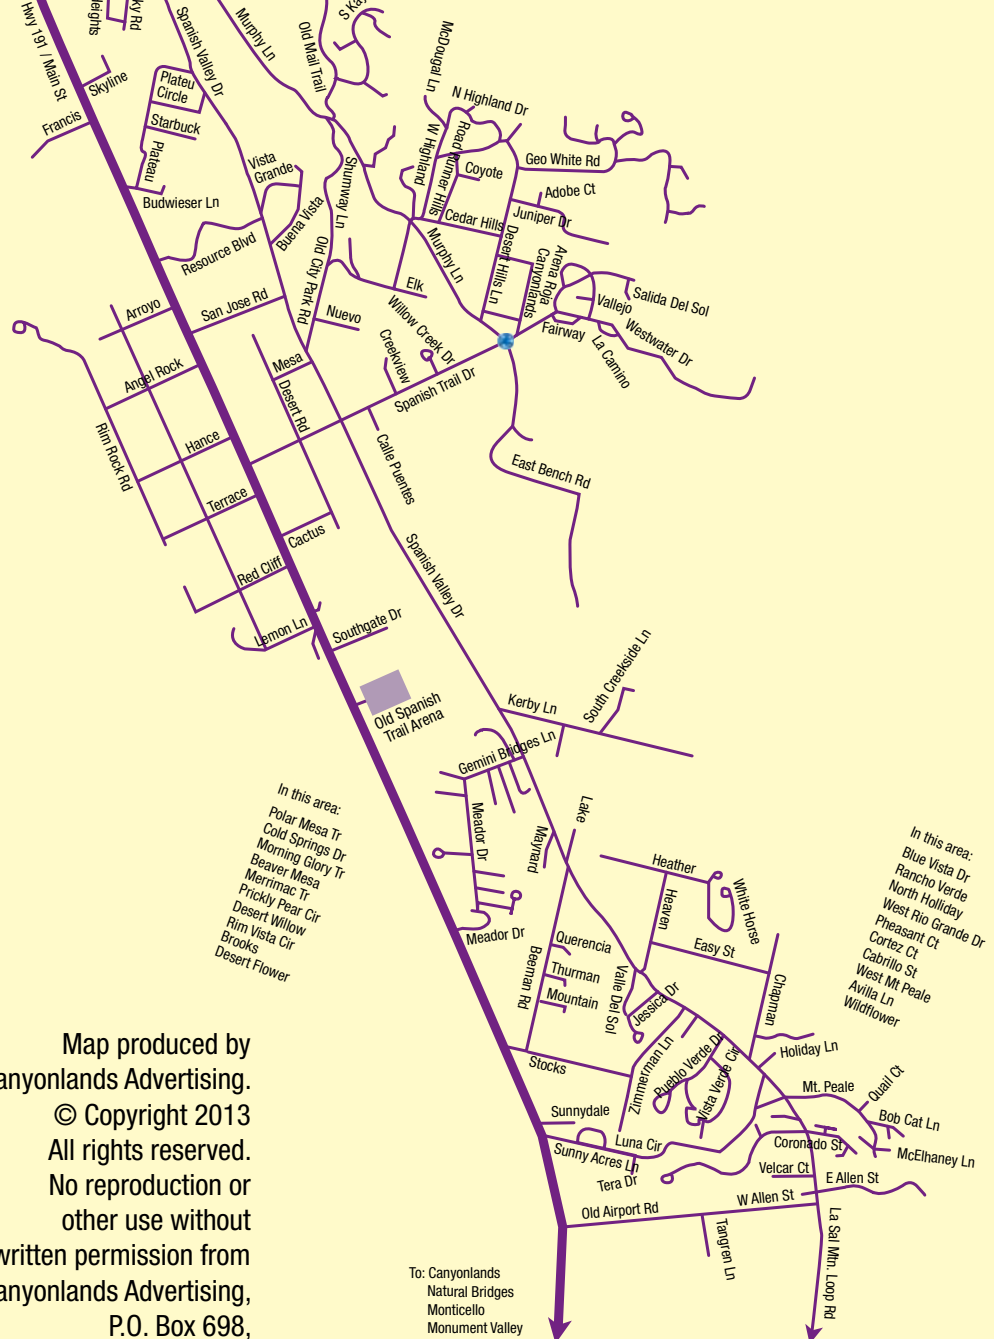 Hwy 191 / Main St
Heights
ky Rd
Spanish Valley Dr
Murphy Ln
Old Mail Trail
McDougal Ln
Skyline
Francis
Plateu
Circle
Starbuck
Plateau
Budwieser Ln
Vista
Grande
Buena Vista
Resource Blvd
Shumway Ln
Old City Park Rd
N Highland Dr
W Highland
Road Runner Hills
Coyote
Geo White Rd
Adobe Ct
Juniper Dr
Cedar Hills
Murphy Ln
Desert Hills Ln
Canyonlands
Arena Roja
Vallejo
Salida Del Sol
Fairway
La Camino
Westwater Dr
Elk
Willow Creek Dr
Nuevo
Creekview
Spanish Trail Dr
San Jose Rd
Arroyo
Angel Rock
Mesa
Desert Rd
Rim Rock Rd
Hance
Calle Puentes
East Bench Rd
Terrace
Cactus
Spanish Valley Dr
Red Cliff
Lemon Ln
Southgate Dr
Old Spanish
Trail Arena
Kerby Ln
South Creekside Ln
Gemini Bridges Ln
Meador Dr
Maynard
Lake
Heather
Heaven
White Horse
Meador Dr
Querencia
Easy St
Beeman Rd
Thurman
Mountain
Valle Del Sol
Jessica Dr
Chapman
Stocks
Zimmerman Ln
Pueblo Verde Dr
Vista Verde Cir
Holiday Ln
Mt. Peale
Quail Ct
Bob Cat Ln
McElhaney Ln
Sunnydale
Luna Cir
Sunny Acres Ln
Tera Dr
Coronado St
Velcar Ct
E Allen St
W Allen St
Old Airport Rd
Tangren Ln
La Sal Mtn. Loop Rd
In this area:
Polar Mesa Tr
Cold Springs Dr
Morning Glory Tr
Beaver Mesa
Merrimac Tr
Prickly Pear Cir
Desert Willow
Rim Vista Cir
Brooks
Desert Flower
In this area:
Blue Vista Dr
Rancho Verde
North Holliday
West Rio Grande Dr
Pheasant Ct
Cortez Ct
Cabrillo St
West Mt Peale
Avilla Ln
Wildflower
Map produced by
anyonlands Advertising.
© Copyright 2013
All rights reserved.
No reproduction or
other use without
written permission from
anyonlands Advertising,
P.O. Box 698,
To: Canyonlands
Natural Bridges
Monticello
Monument Valley